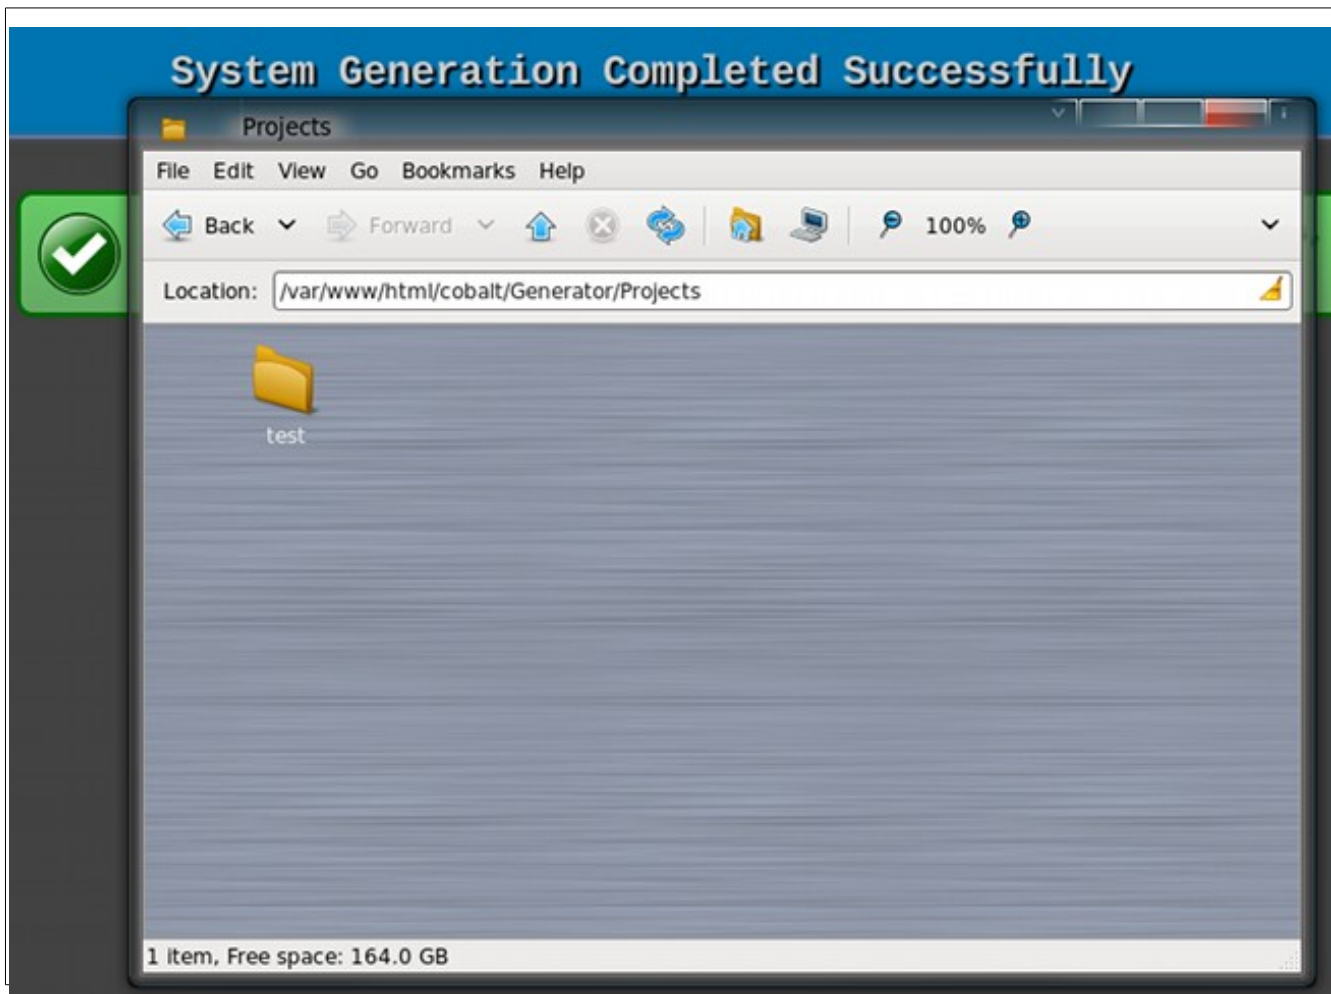 System Generation Completed Successfully
Projects
File Edit View Go Bookmarks Help
Back Forward 100%
Location: /var/www/html/cobalt/Generator/Projects
test
1 item, Free space: 164.0 GB